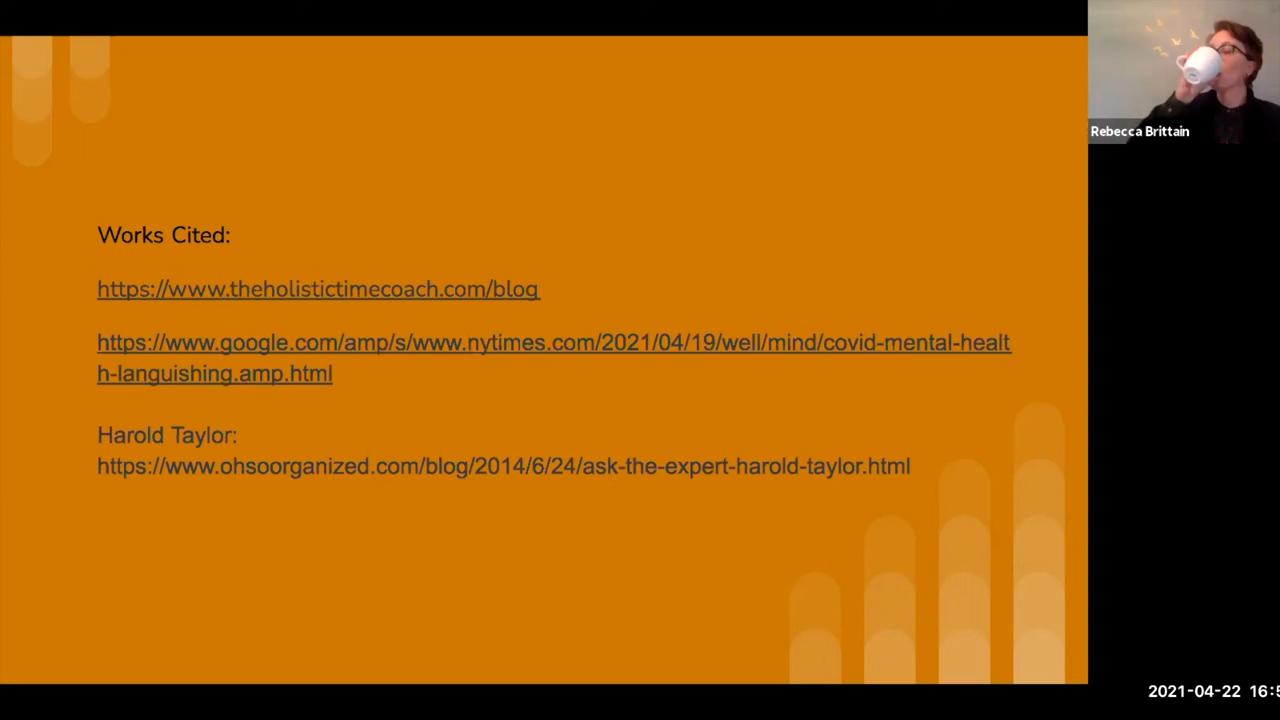 Works Cited:
https://www.theholistictimecoach.com/blog
https://www.google.com/amp/s/www.nytimes.com/2021/04/19/well/mind/covid-mental-healt
h-languishing.amp.html
Harold Taylor:
https://www.ohsoorganized.com/blog/2014/6/24/ask-the-expert-harold-taylor.html
Rebecca Brittain
2021-04-22 16:5